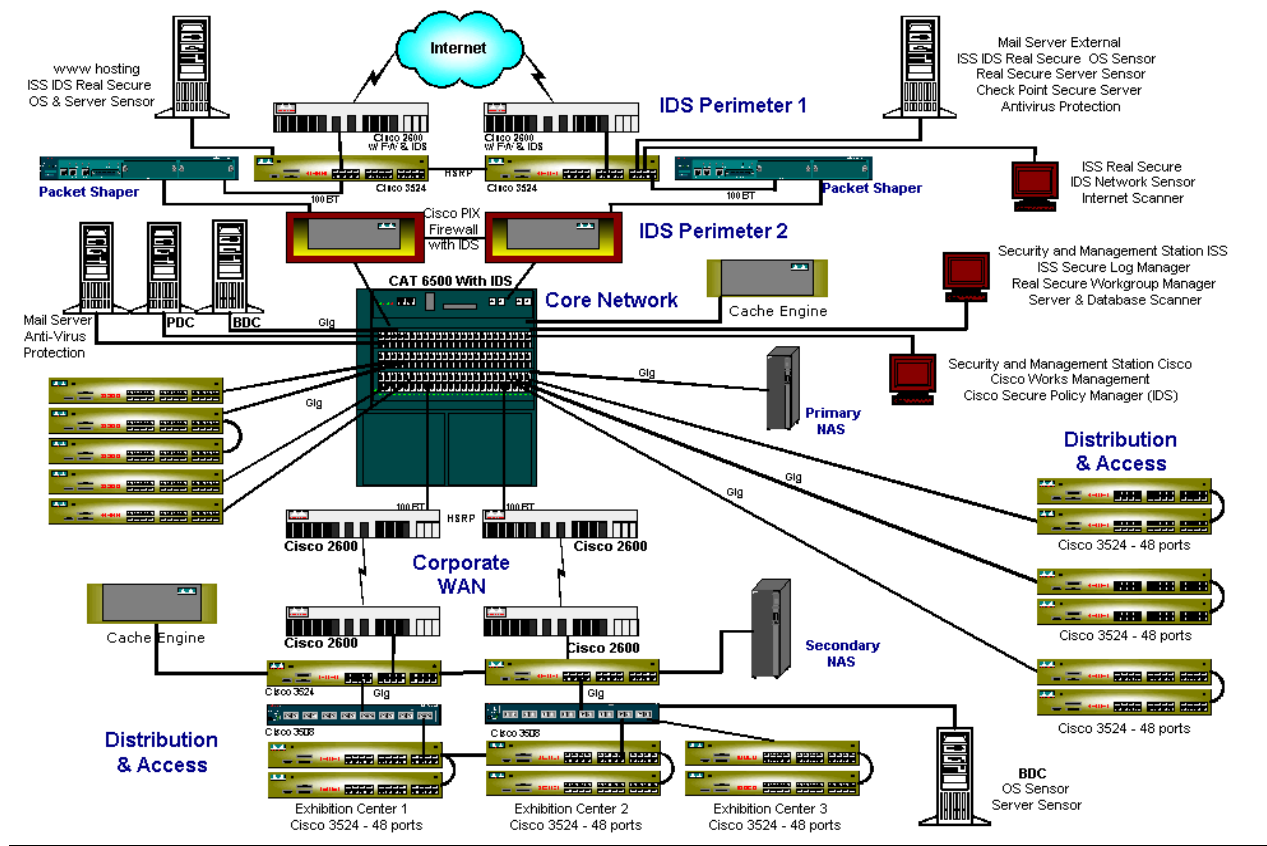 Internet
www hosting
ISS IDS Real Secure
OS & Server Sensor
Mail Server External
ISS IDS Real Secure OS Sensor
Real Secure Server Sensor
Check Point Secure Server
Antivirus Protection
IDS Perimeter 1
Cisco 2600
w/ FW & IDS
Cisco 2600
w/ FW & IDS
Packet Shaper
Cisco 3524
HSRP
Cisco 3524
Packet Shaper
ISS Real Secure
IDS Network Sensor
Internet Scanner
100BT
100BT
Cisco PIX
Firewall
with IDS
IDS Perimeter 2
CAT 6500 With IDS
Core Network
Cache Engine
Security and Management Station ISS
ISS Secure Log Manager
Real Secure Workgroup Manager
Server & Database Scanner
Mail Server
Anti-Virus
Protection
PDC
BDC
Gig
Gig
Gig
Primary
NAS
Security and Management Station Cisco
Cisco Works Management
Cisco Secure Policy Manager (IDS)
Distribution
& Access
Gig
Gig
Cisco 3524 - 48 ports
Cisco 3524 - 48 ports
Cisco 3524 - 48 ports
100BT
HSRP
100BT
Cisco 2600
Cisco 2600
Corporate
WAN
Cache Engine
Cisco 2600
Cisco 2600
Secondary
NAS
Cisco 3524
Gig
Gig
Cisco 3508
Cisco 3508
Distribution
& Access
Exhibition Center 1
Cisco 3524 - 48 ports
Exhibition Center 2
Cisco 3524 - 48 ports
Exhibition Center 3
Cisco 3524 - 48 ports
BDC
OS Sensor
Server Sensor